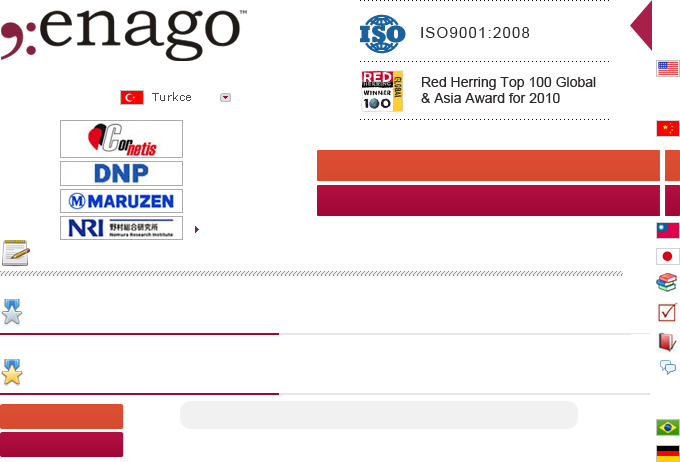 enago™
ISO
ISO9001:2008
RED
HERRING
WINNER
100
GLOBAL
Red Herring Top 100 Global
& Asia Award for 2010
Turkce
Cornetis
DNP
MARUZEN
NRI 野村総合研究所
Nomura Research Institute